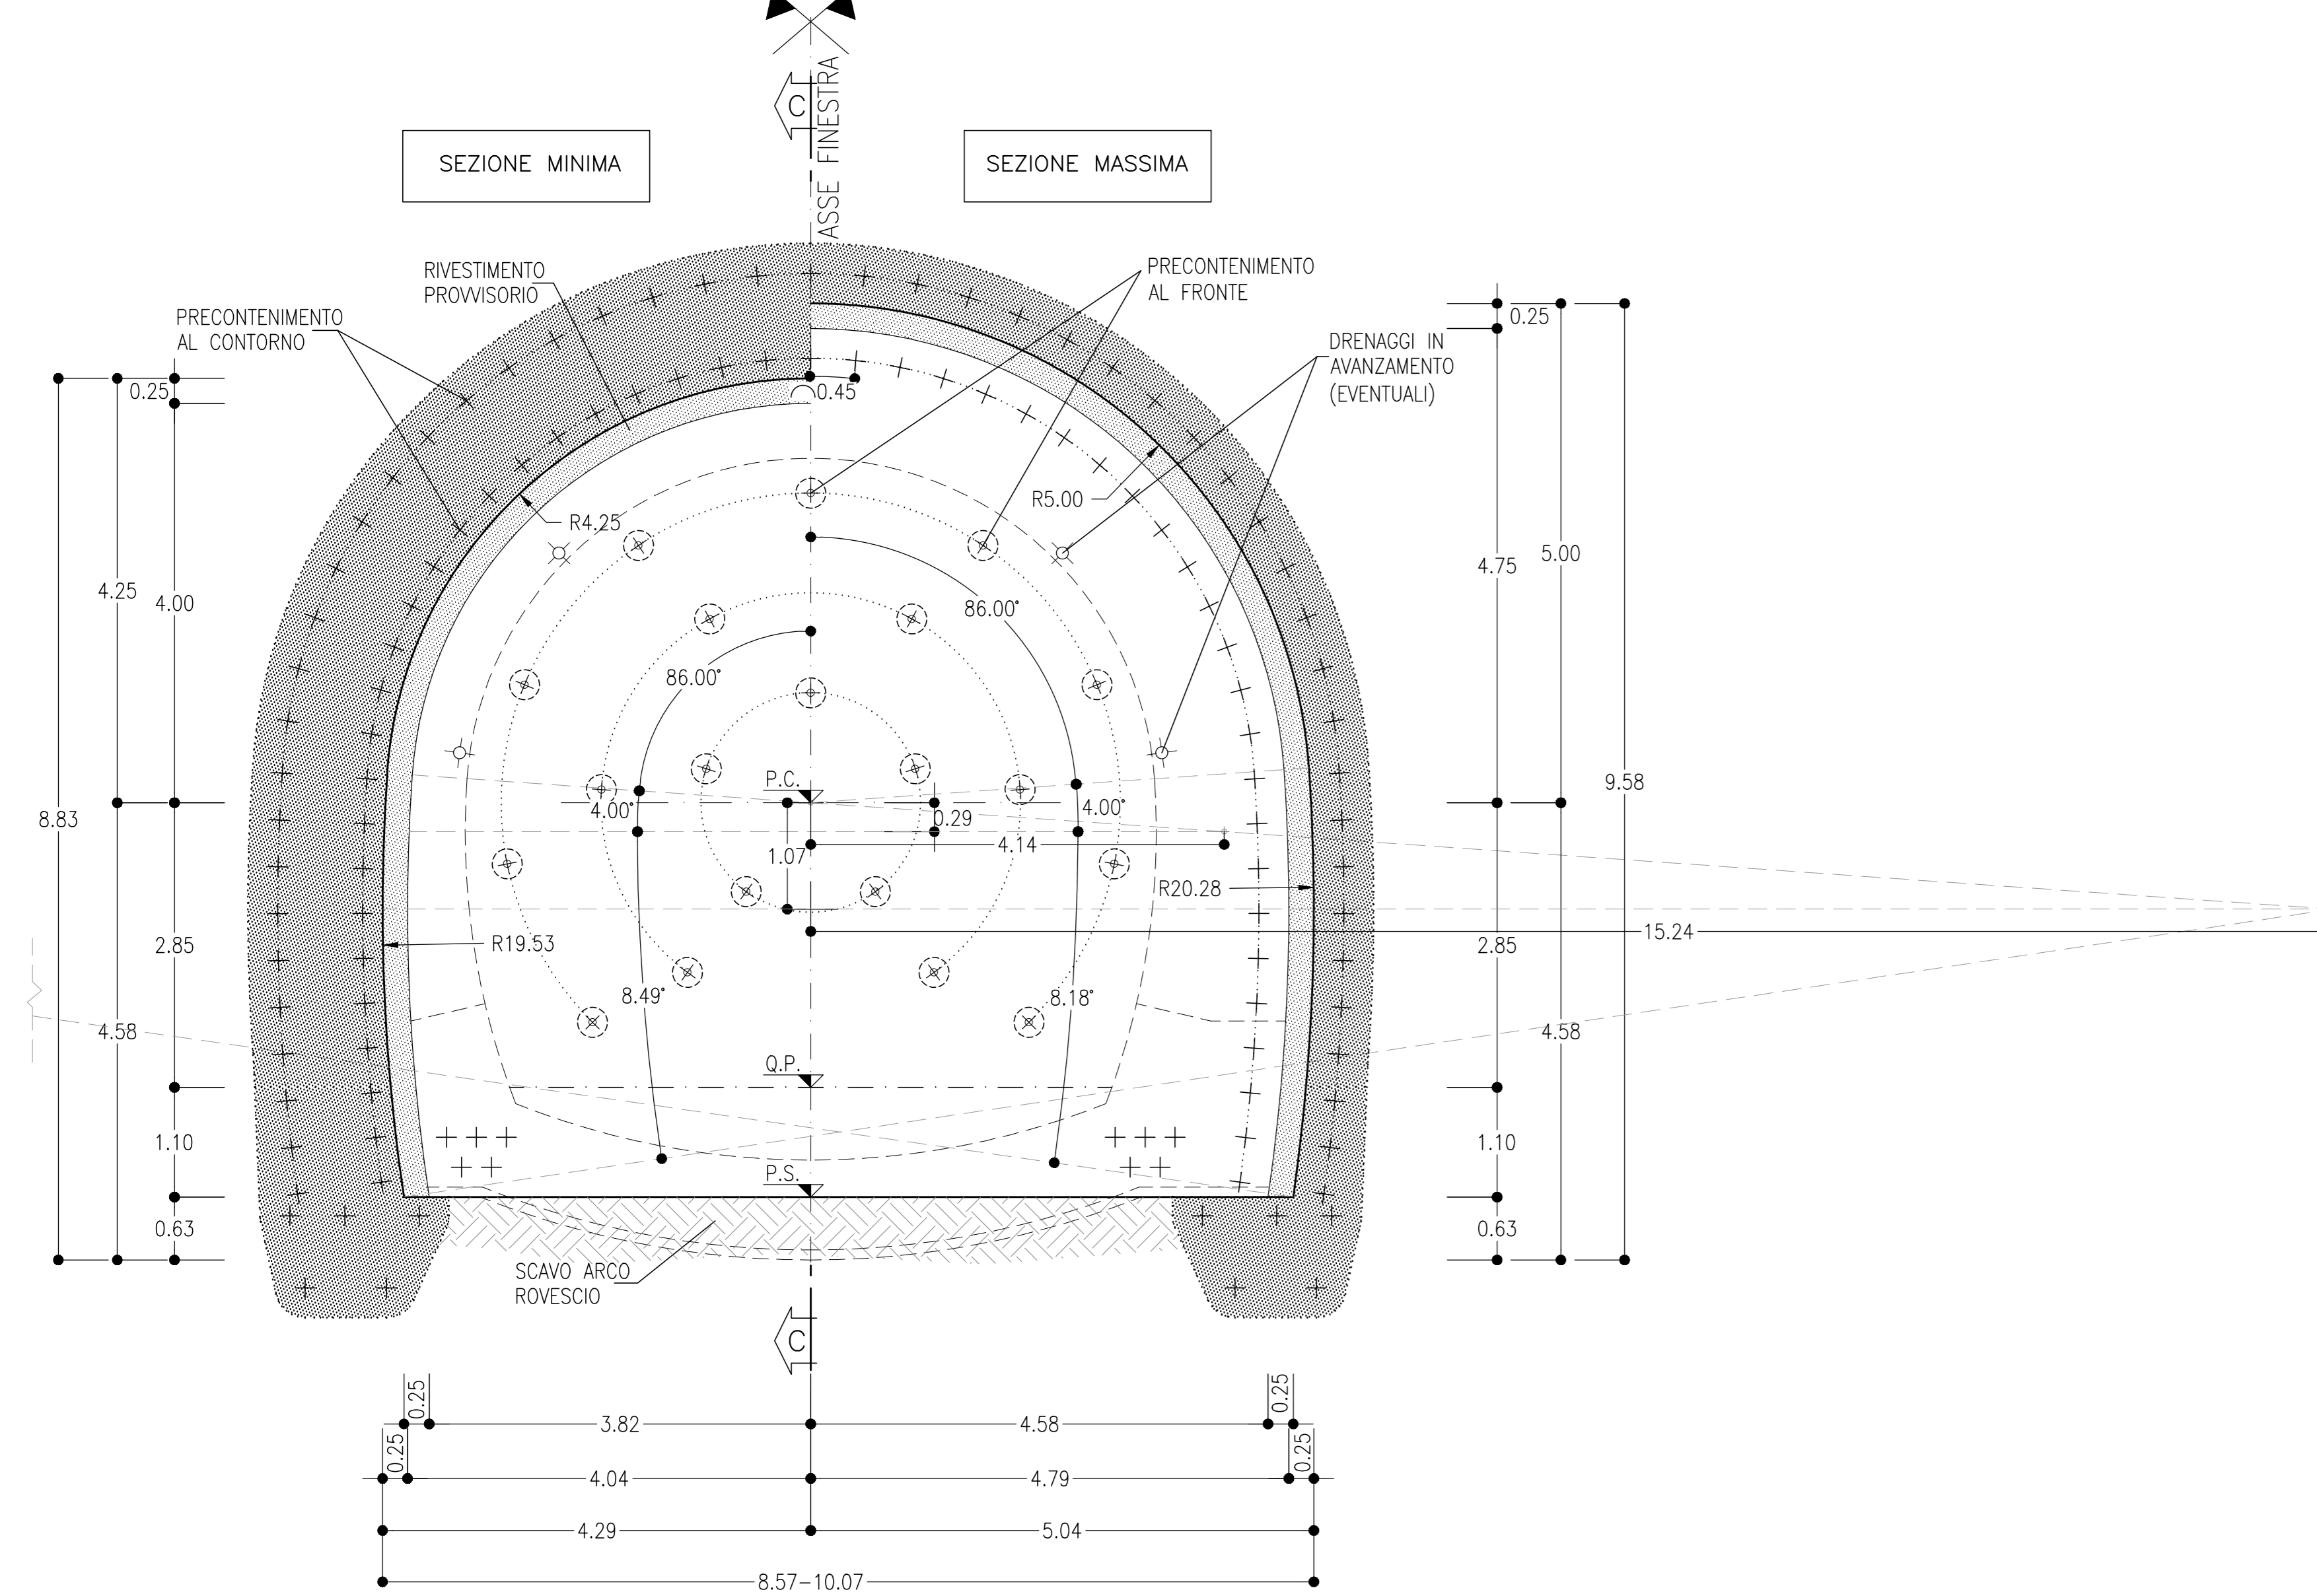 C
ASSE FINESTRA
SEZIONE MINIMA
SEZIONE MASSIMA
RIVESTIMENTO
PROVVISORIO
PRECONTENIMENTO
AL FRONTE
PRECONTENIMENTO
AL CONTORNO
DRENAGGI IN
AVANZAMENTO
(EVENTUALI)
0.25
0.25
0.45
R4.25
R5.00
4.25
4.00
4.75
5.00
86.00°
86.00°
P.C.
4.00°
4.00°
0.29
1.07
4.14
8.83
9.58
R20.28
R19.53
15.24
2.85
2.85
8.49°
8.18°
4.58
4.58
Q.P.
1.10
1.10
P.S.
0.63
0.63
SCAVO ARCO
ROVESCIO
C
0.25
3.82
4.58
0.25
0.25
4.04
4.79
0.25
4.29
5.04
8.57-10.07